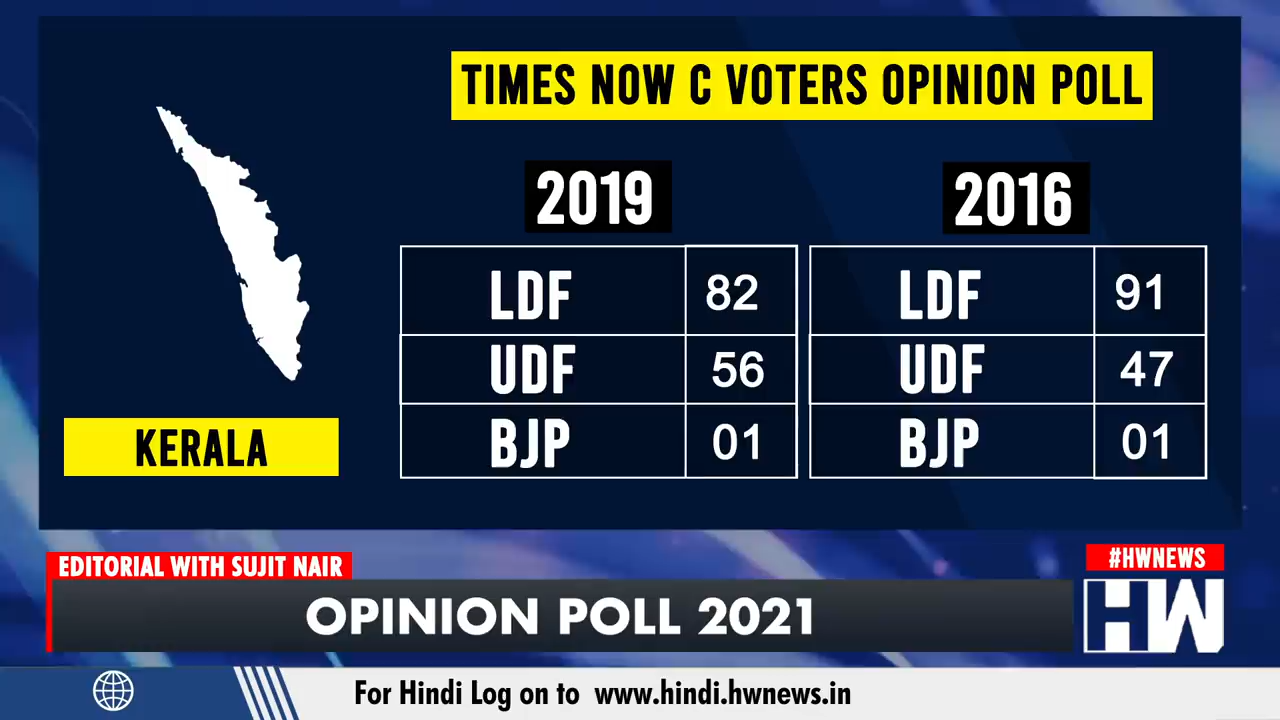 TIMES NOW C VOTERS OPINION POLL
2019
2016
LDF 82
UDF 56
BJP 01
LDF 91
UDF 47
BJP 01
KERALA
EDITORIAL WITH SUJIT NAIR
OPINION POLL 2021
#HWNEWS
HW
For Hindi Log on to www.hindi.hwnews.in